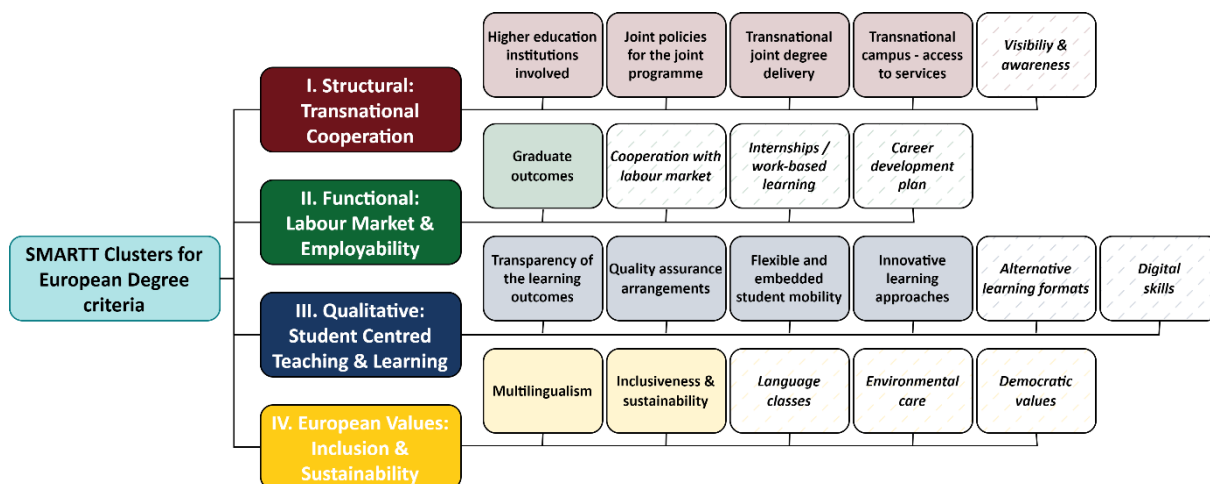 Higher education
institutions
involved
Joint policies
for the joint
programme
Transnational
joint degree
delivery
Transnational
campus - access
to services
Visibiliy &
awareness
I. Structural:
Transnational
Cooperation
Graduate
outcomes
Cooperation with
labour market
Internships /
work-based
learning
Career
development
plan
II. Functional:
Labour Market &
Employability
SMARTT Clusters for
European Degree
criteria
Transparency of
the learning
outcomes
Quality assurance
arrangements
Flexible and
embedded
student mobility
Innovative
learning
approaches
Alternative
learning formats
Digital
skills
III. Qualitative:
Student Centred
Teaching & Learning
Multilingualism
Inclusiveness &
sustainability
Language
classes
Environmental
care
Democratic
values
IV. European Values:
Inclusion &
Sustainability